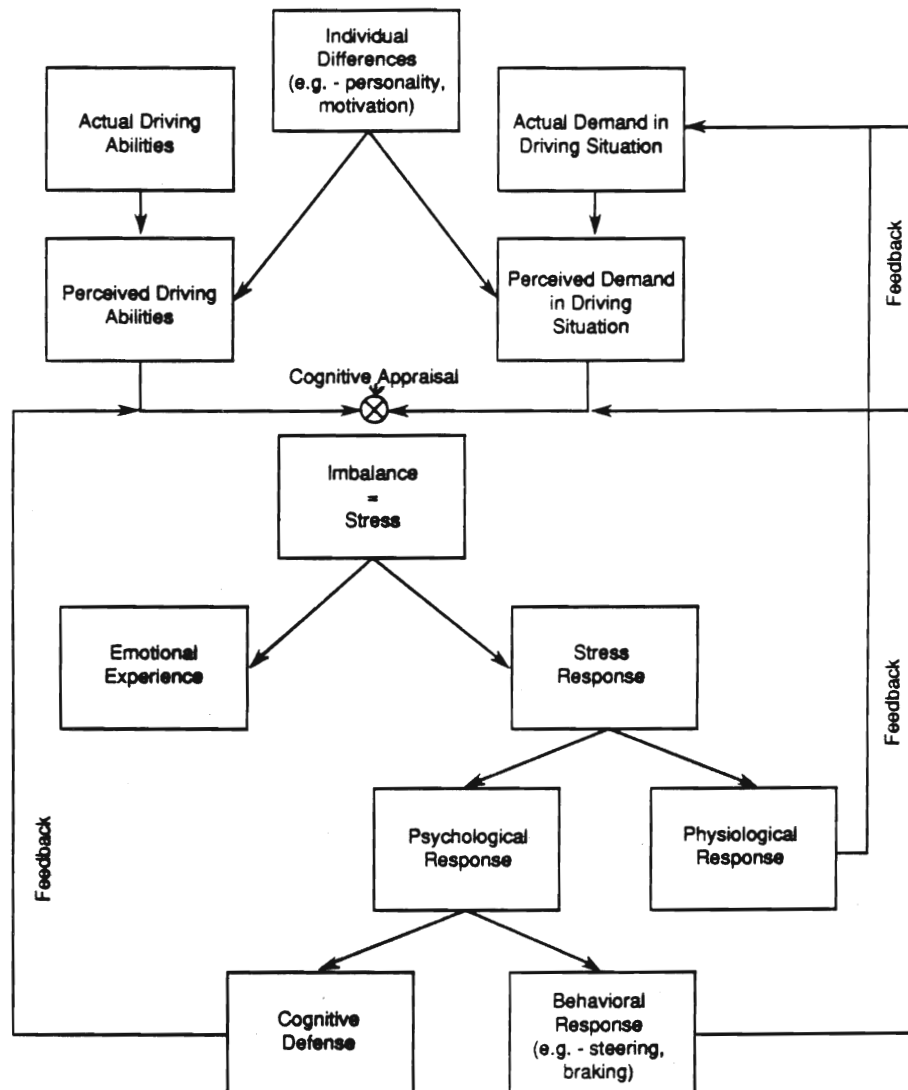 Individual
Differences
(e.g. - personality,
motivation)
Actual Driving
Abilities
Actual Demand in
Driving Situation
Perceived Driving
Abilities
Perceived Demand
in Driving
Situation
Feedback
Cognitive Appraisal
Imbalance
=
Stress
Emotional
Experience
Stress
Response
Feedback
Psychological
Response
Physiological
Response
Feedback
Cognitive
Defense
Behavioral
Response
(e.g. - steering,
braking)